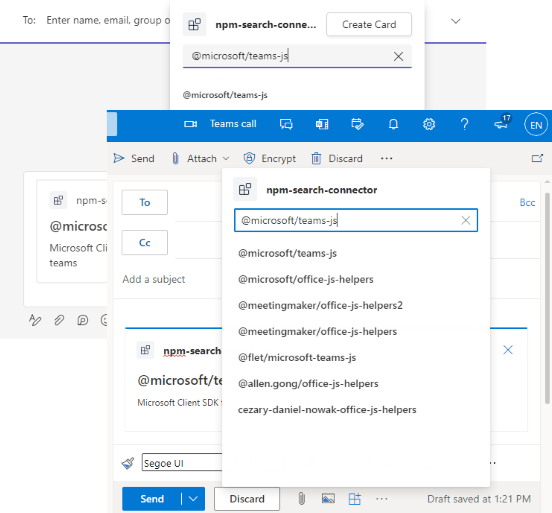 To: Enter name, email, group o
npm-search-conne...
Create Card
@microsoft/teams-js
@microsoft/teams-js
Teams call
17
EN
Send
Attach
Encrypt
Discard
To
Bcc
Cc
Add a subject
npm-search-connector
@microsoft/teams-js
@microsoft/teams-js
@microsoft/office-js-helpers
@meetingmaker/office-js-helpers2
@meetingmaker/office-js-helpers
@flet/microsoft-teams-js
@allen.gong/office-js-helpers
cezary-daniel-nowak-office-js-helpers
npm-s
@micro
Microsoft Cli
teams
npm-search
@microsoft/te
Microsoft Client SDK
Segoe UI
Send
Discard
Draft saved at 1:21 PM